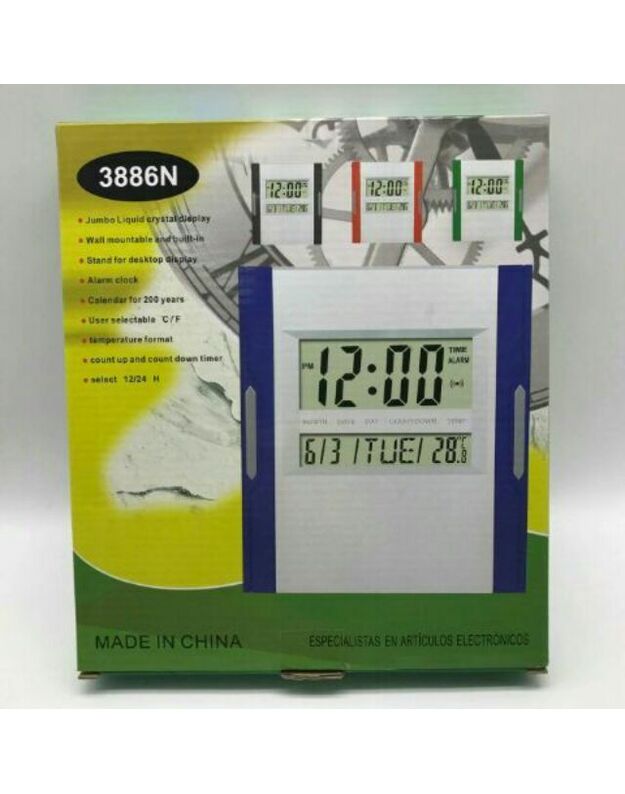 3886N
Jumbo Liquid crystal display
Wall mountable and built-in
Stand for desktop display
Alarm clock
Calendar for 200 years
User selectable °C/F
temperature format
count up and count down timer
select 12/24 H
12:00
12:00
12:00
PM 12:00 TIME
ALARM
MONTH DATE DAY COUNTDOWN TEMP
6/3 /TUE/ 28.8 °C
MADE IN CHINA
ESPECIALISTAS EN ARTÍCULOS ELECTRÓNICOS